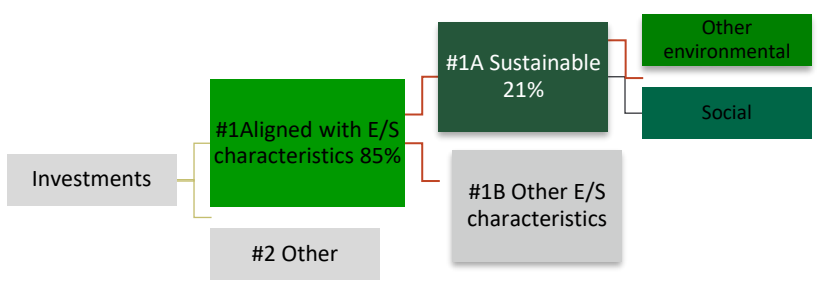 Investments
#1Aligned with E/S
characteristics 85%
#2 Other
#1A Sustainable
21%
#1B Other E/S
characteristics
Other
environmental
Social